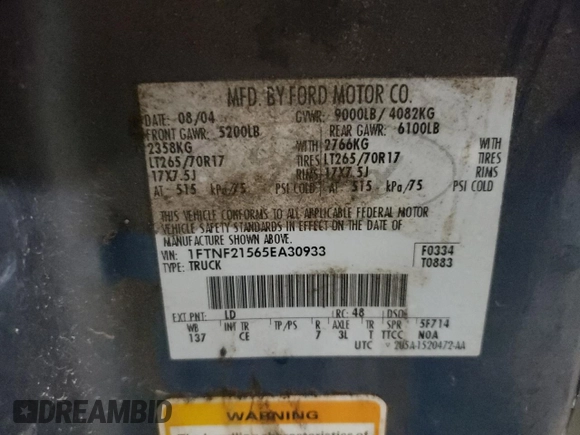 MFD. BY FORD MOTOR CO.
DATE: 08/04 GVWR: 9000LB/ 4082KG
FRONT GAWR: 5200LB REAR GAWR: 6100LB
2358KG WITH 2766KG WITH
LT265/70R17 TIRES LT265/70R17 TIRES
17X7.5J RIMS 17X7.5J RIMS
AT 515 kPa/75 PSI COLD AT 515 kPa/75 PSI COLD
THIS VEHICLE CONFORMS TO ALL APPLICABLE FEDERAL MOTOR
VEHICLE SAFETY STANDARDS IN EFFECT ON THE DATE OF
MANUFACTURE SHOWN ABOVE.
VIN: 1FTNF21565EA30933 F0334
TYPE: TRUCK T0883
EXT PNT: LD RC: 48 DSO:
WB INT TR TP/PS R AXLE TR SPR 5F714
137 CE 7 3L T TTCC N0A
UTC
WARNING
DREAMBID